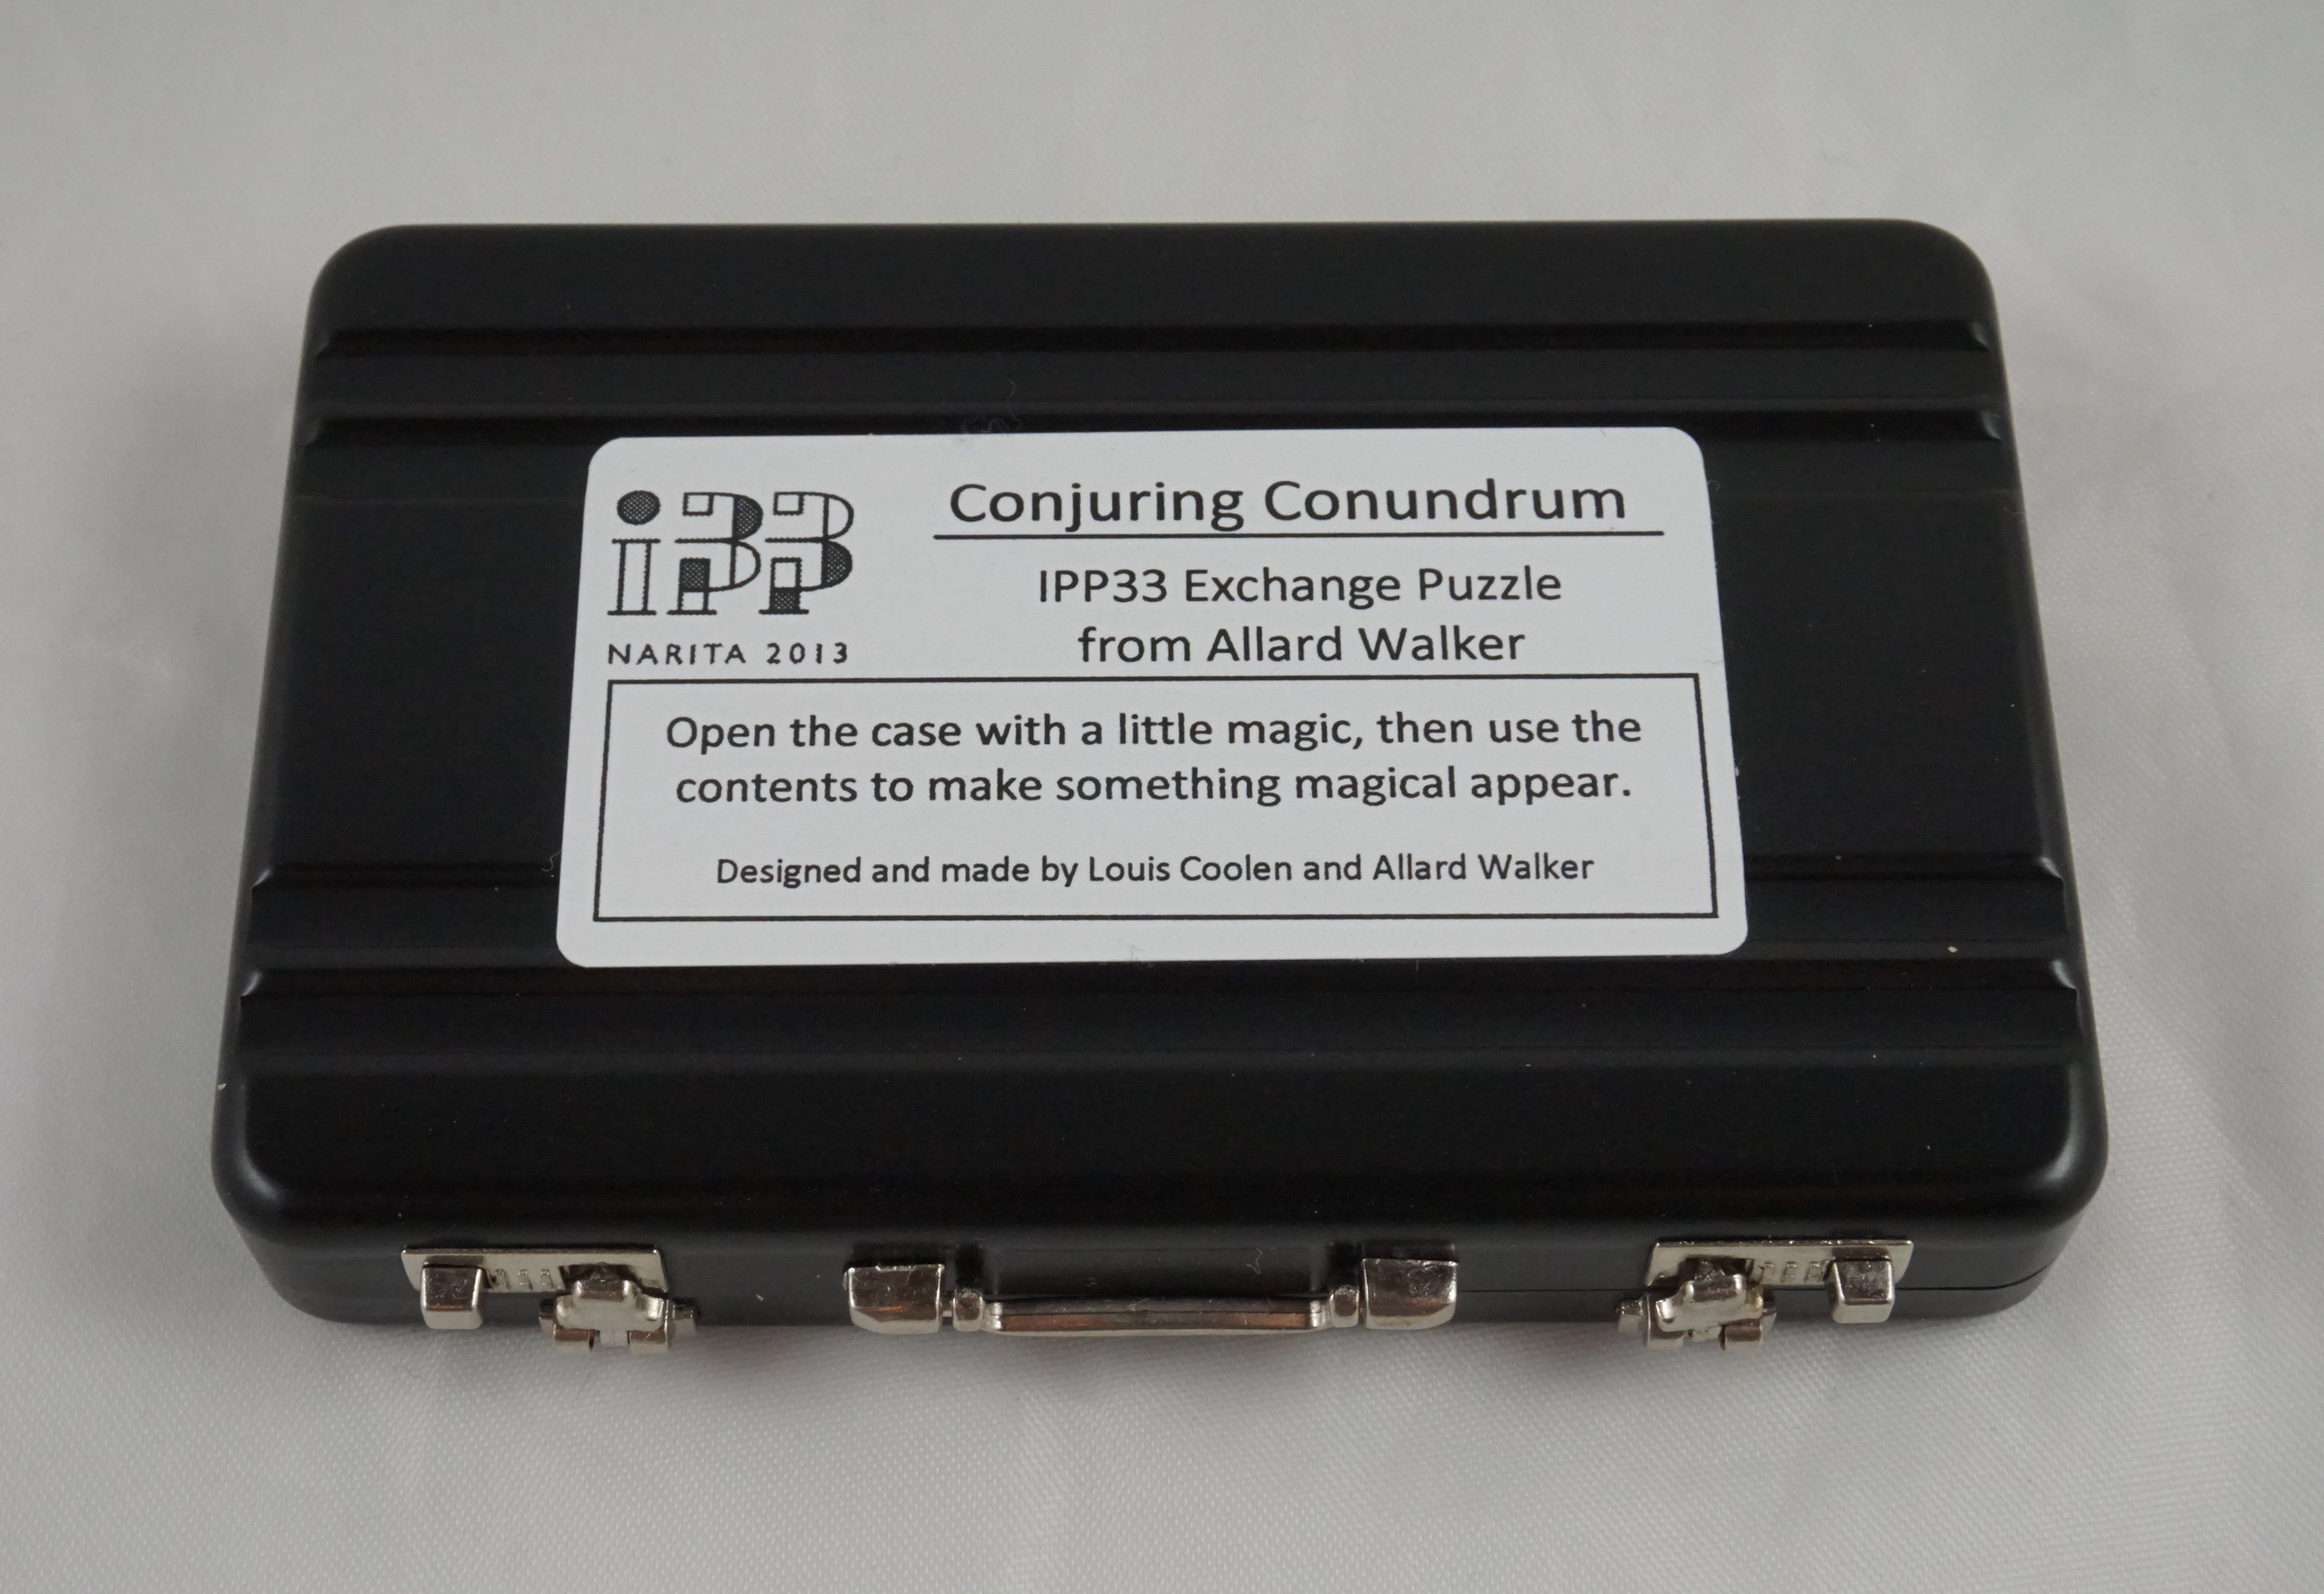 iPP33
NARITA 2013
Conjuring Conundrum
IPP33 Exchange Puzzle
from Allard Walker
Open the case with a little magic, then use the
contents to make something magical appear.
Designed and made by Louis Coolen and Allard Walker